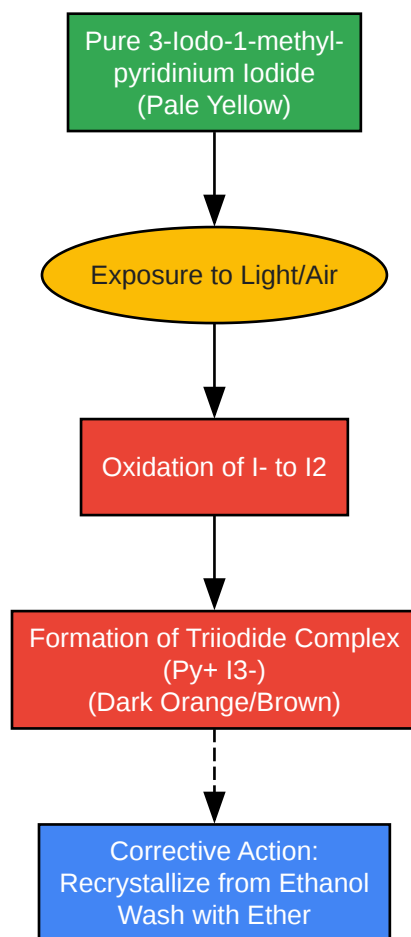 Pure 3-Iodo-1-methyl-
pyridinium Iodide
(Pale Yellow)
Exposure to Light/Air
Oxidation of I- to I2
Formation of Triiodide Complex
(Py+ I3-)
(Dark Orange/Brown)
Corrective Action:
Recrystallize from Ethanol
Wash with Ether